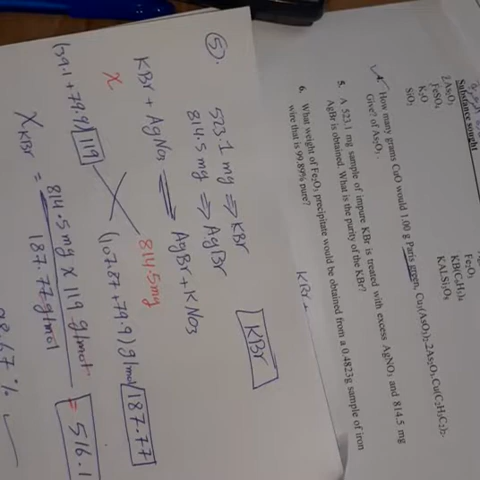 Substance sought
2As₂O₃
FeSO₄ Fe₂O₃
K₂O KB(C₆H₅)₄
SiO₂ KAlSi₃O₈
How many grams CuO would 1.00 g Paris green, Cu₃(AsO₃)₂·2As₂O₃·Cu(C₂H₃O₂)₂
Give? of As₂O₃.
5. A 523.1 mg sample of impure KBr is treated with excess AgNO₃ and 814.5 mg
AgBr is obtained. What is the purity of the KBr?
6. What weight of Fe₂O₃ precipitate would be obtained from a 0.4823g sample of iron
wire that is 99.89% pure?
KBr +
5.
523.1 mg ⇒ KBr
814.5 mg ⇒ AgBr
KBr
KBr + AgNO₃ ⇌ AgBr + KNO₃
X 814.5mg
(39.1 + 79.9) 119 (107.87 + 79.9) g/mol 187.77
X KBr = 814.5 mg X 119 g/mol = 516.1
187.77 g/mol
98.67 %